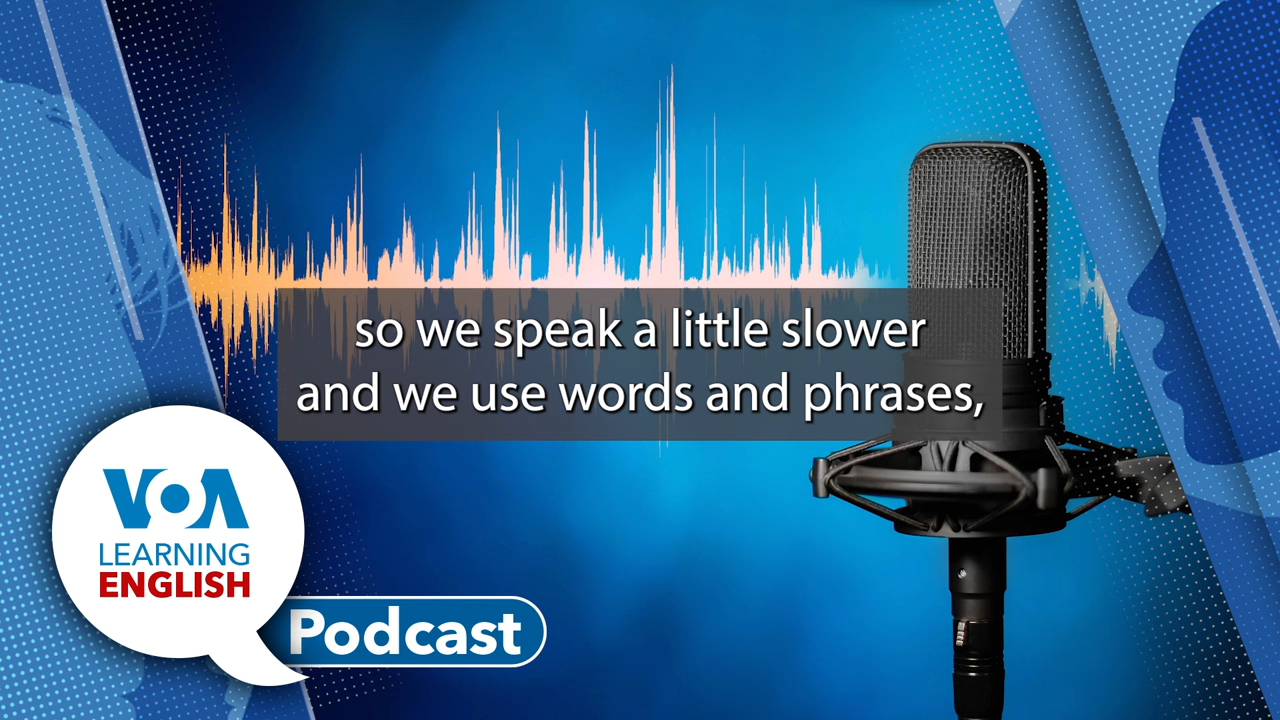 so we speak a little slower
and we use words and phrases,
VOA
LEARNING
ENGLISH
Podcast